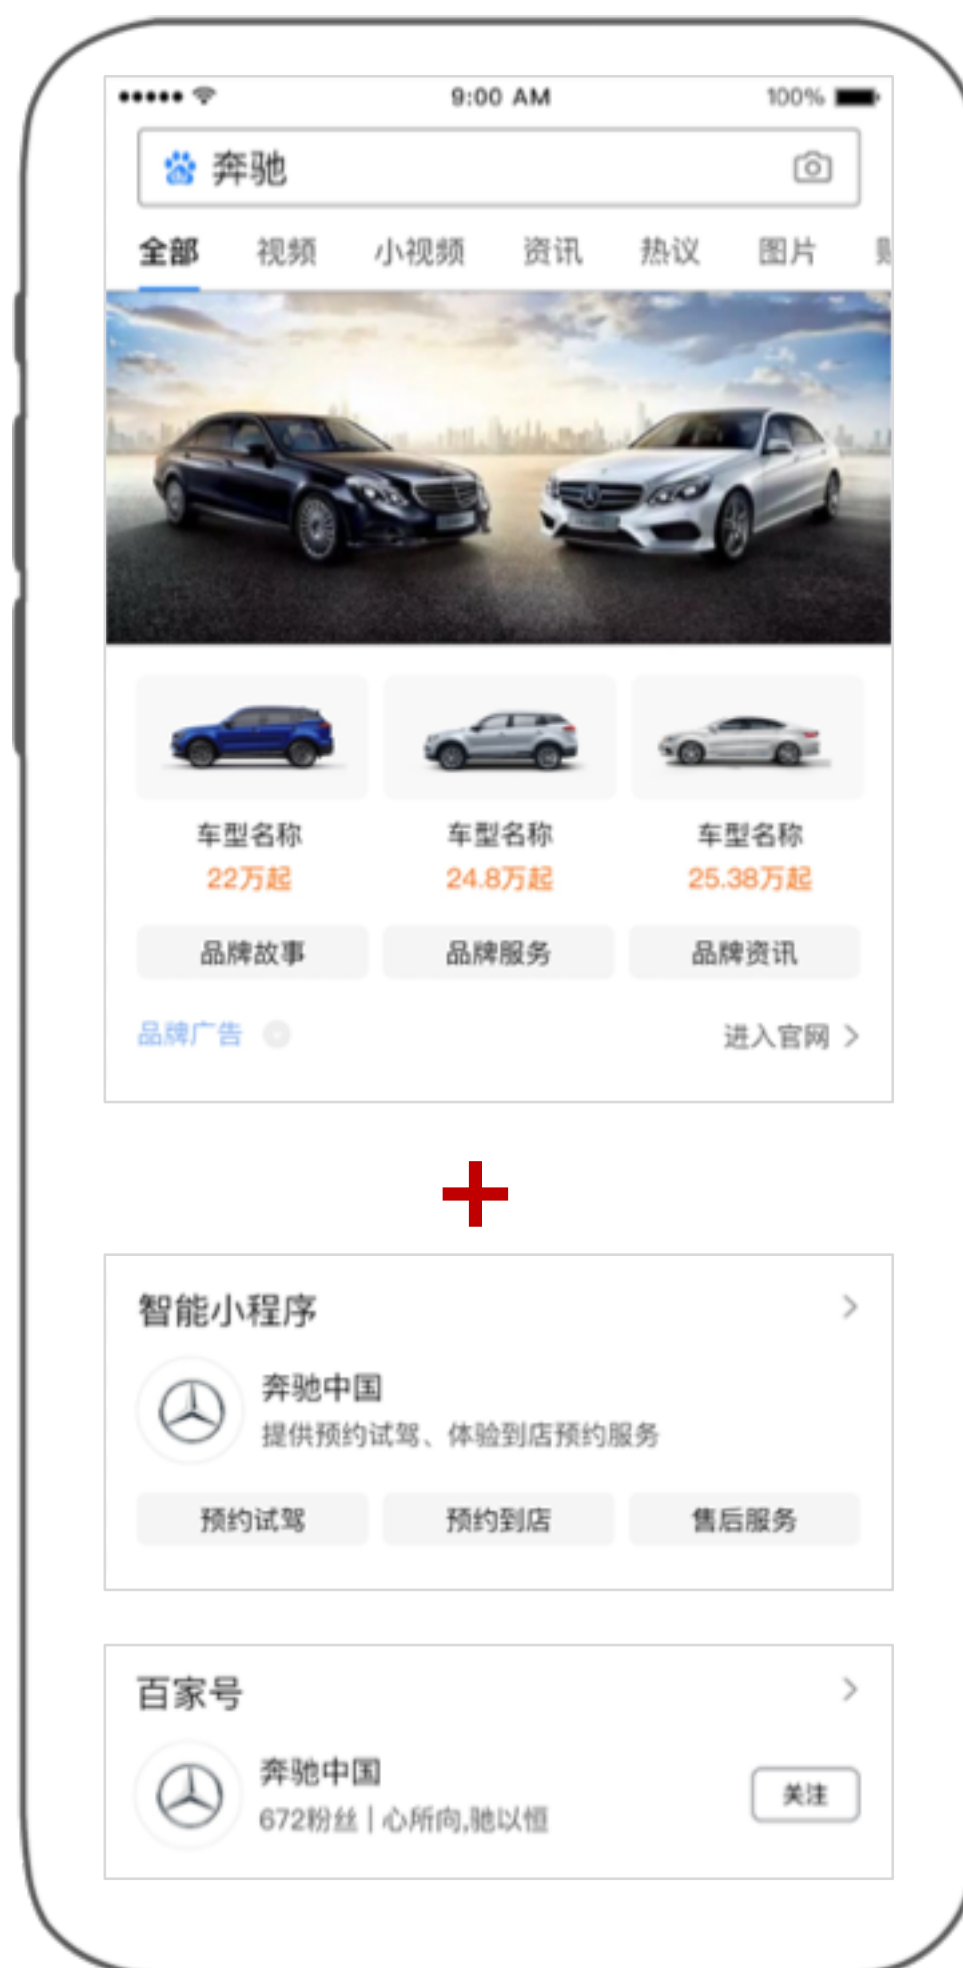 9:00 AM 100%
奔驰
全部 视频 小视频 资讯 热议 图片
车型名称 车型名称 车型名称
22万起 24.8万起 25.38万起
品牌故事 品牌服务 品牌资讯
品牌广告 进入官网
智能小程序
奔驰中国
提供预约试驾、体验到店预约服务
预约试驾 预约到店 售后服务
百家号
奔驰中国
672粉丝 | 心所向,驰以恒
关注